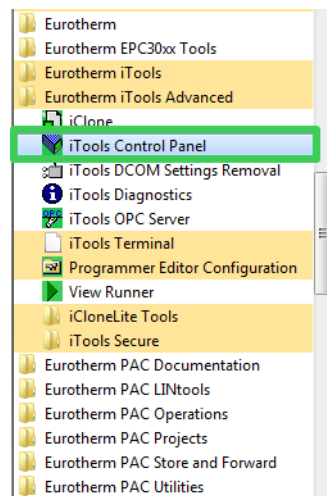 Eurotherm
Eurotherm EPC30xx Tools
Eurotherm iTools
Eurotherm iTools Advanced
iClone
iTools Control Panel
iTools DCOM Settings Removal
iTools Diagnostics
OPC iTools OPC Server
iTools Terminal
Programmer Editor Configuration
View Runner
iCloneLite Tools
iTools Secure
Eurotherm PAC Documentation
Eurotherm PAC LINtools
Eurotherm PAC Operations
Eurotherm PAC Projects
Eurotherm PAC Store and Forward
Eurotherm PAC Utilities